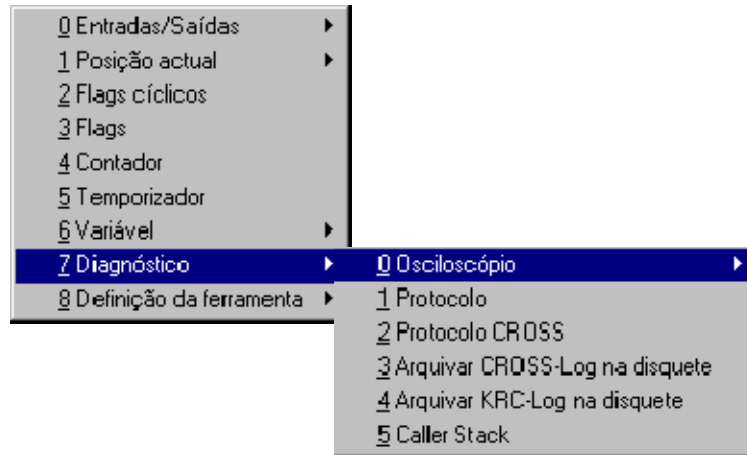 0 Entradas/Saídas
1 Posição actual
2 Flags cíclicos
3 Flags
4 Contador
5 Temporizador
6 Variável
7 Diagnóstico
8 Definição da ferramenta
0 Osciloscópio
1 Protocolo
2 Protocolo CROSS
3 Arquivar CROSS-Log na disquete
4 Arquivar KRC-Log na disquete
5 Caller Stack